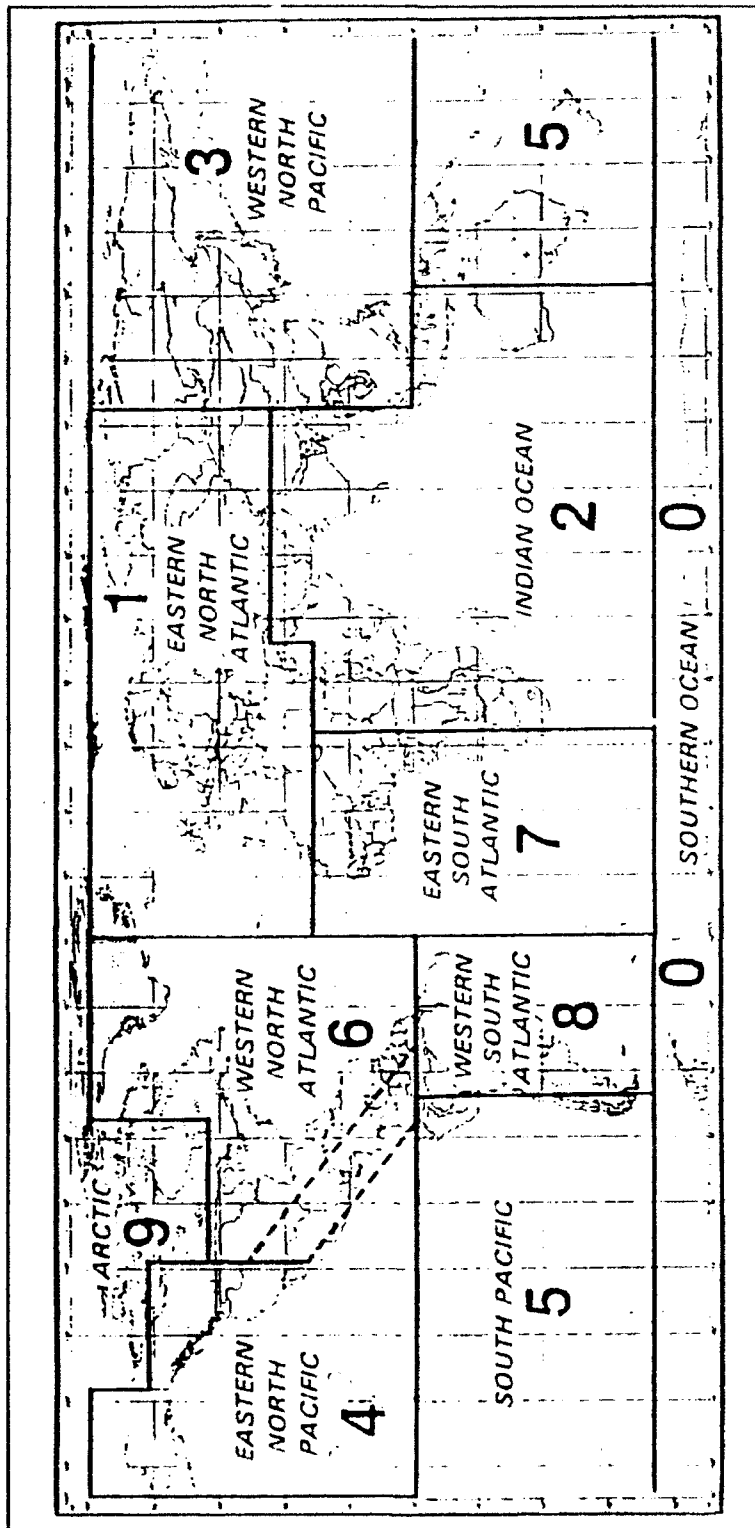 ARCTIC
9
EASTERN
NORTH
PACIFIC
4
WESTERN
NORTH
ATLANTIC
6
1
EASTERN
NORTH
ATLANTIC
3
WESTERN
NORTH
PACIFIC
SOUTH PACIFIC
5
WESTERN
SOUTH
ATLANTIC
8
EASTERN
SOUTH
ATLANTIC
7
INDIAN OCEAN
2
5
0
SOUTHERN OCEAN
0